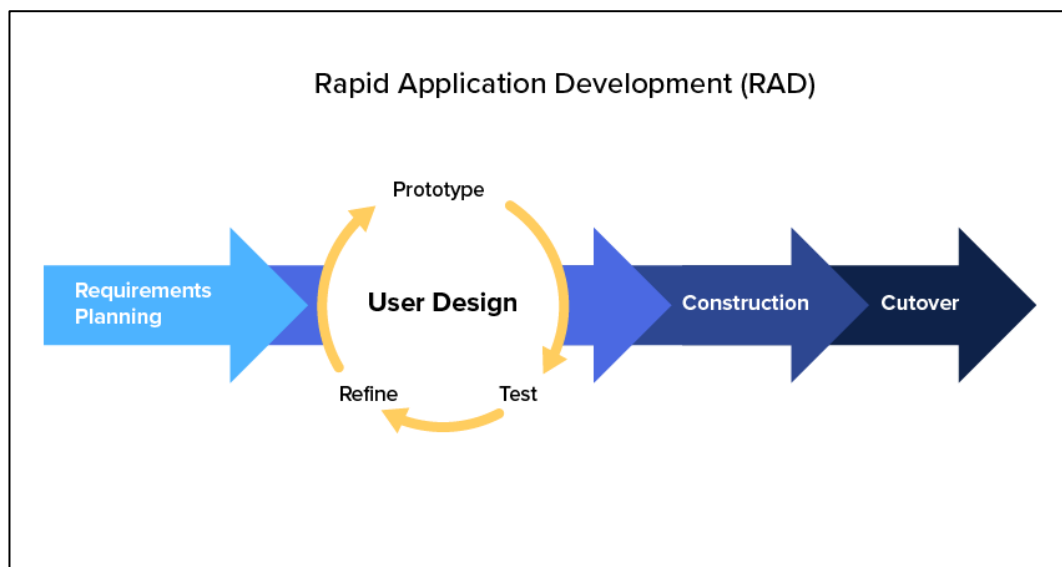 Rapid Application Development (RAD)
Prototype
Requirements
Planning
User Design
Construction
Cutover
Refine
Test